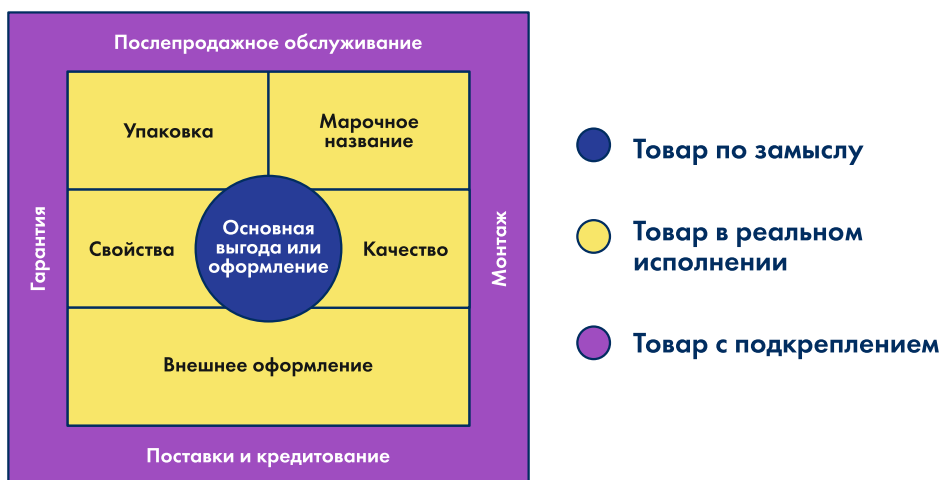 Послепродажное обслуживание
Упаковка
Марочное
название
Гарантия
Свойства
Основная
выгода или
оформление
Качество
Монтаж
Внешнее оформление
Поставки и кредитование
Товар по замыслу
Товар в реальном
исполнении
Товар с подкреплением